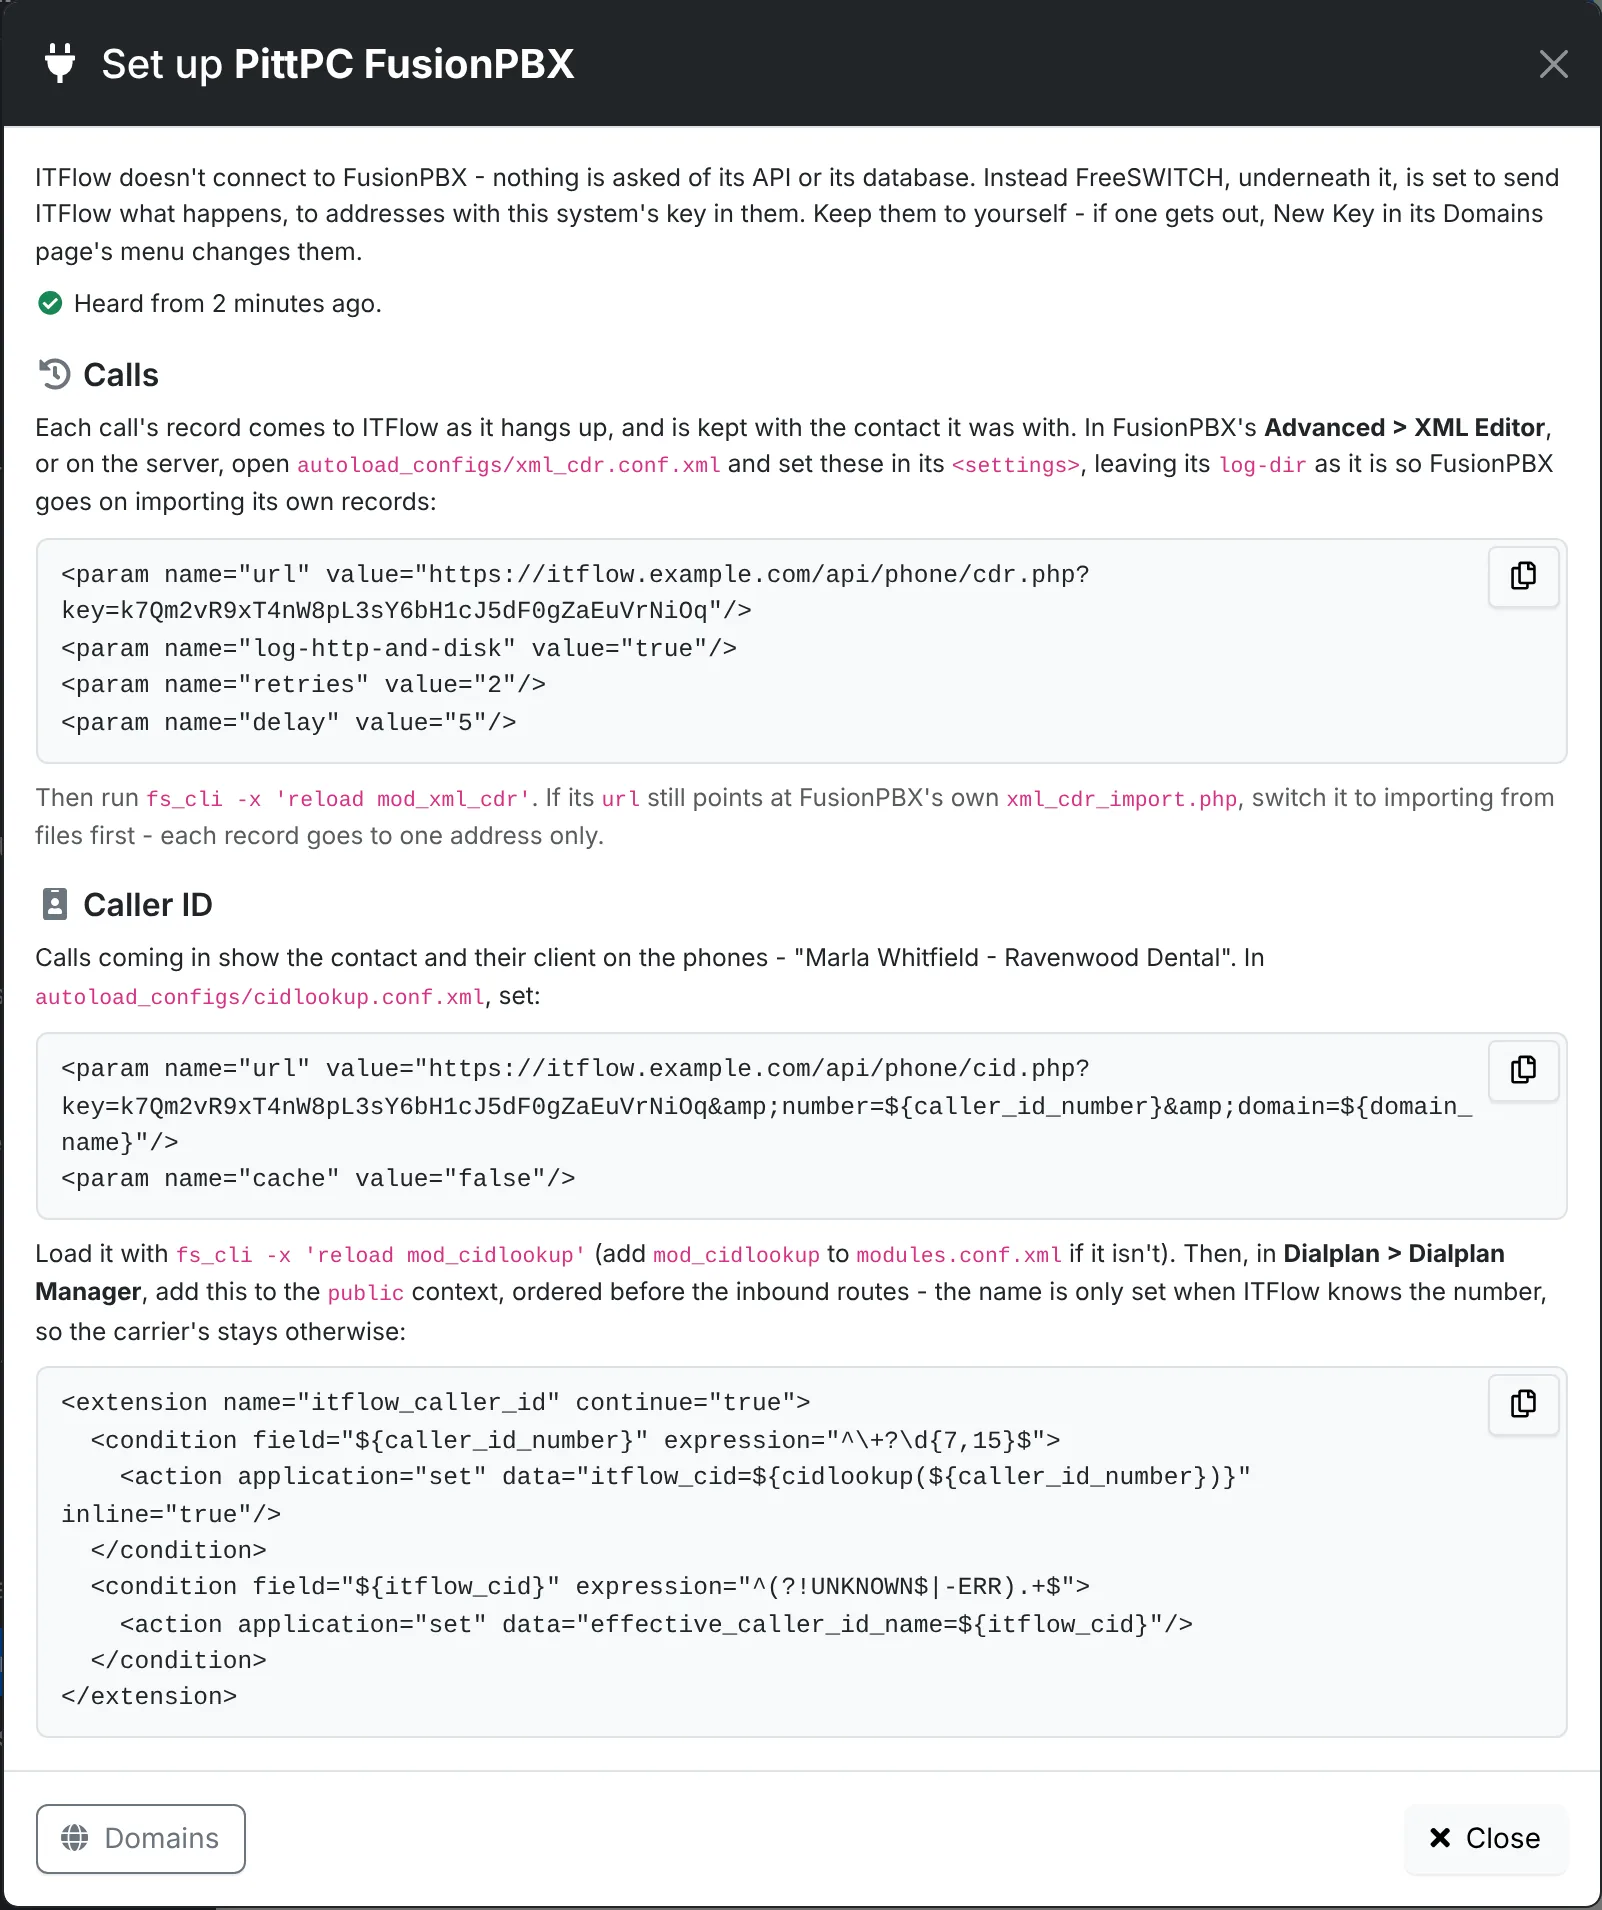 Set up PittPC FusionPBX
ITFlow doesn't connect to FusionPBX - nothing is asked of its API or its database. Instead FreeSWITCH, underneath it, is set to send
ITFlow what happens, to addresses with this system's key in them. Keep them to yourself - if one gets out, New Key in its Domains
page's menu changes them.
Heard from 2 minutes ago.
Calls
Each call's record comes to ITFlow as it hangs up, and is kept with the contact it was with. In FusionPBX's Advanced > XML Editor,
or on the server, open autoload_configs/xml_cdr.conf.xml and set these in its <settings>, leaving its log-dir as it is so FusionPBX
goes on importing its own records:
<param name="url" value="https://itflow.example.com/api/phone/cdr.php?
key=k7Qm2vR9xT4nW8pL3sY6bH1cJ5dF0gZaEuVrNiOq"/>
<param name="log-http-and-disk" value="true"/>
<param name="retries" value="2"/>
<param name="delay" value="5"/>
Then run fs_cli -x 'reload mod_xml_cdr'. If its url still points at FusionPBX's own xml_cdr_import.php, switch it to importing from
files first - each record goes to one address only.
Caller ID
Calls coming in show the contact and their client on the phones - "Marla Whitfield - Ravenwood Dental". In
autoload_configs/cidlookup.conf.xml, set:
<param name="url" value="https://itflow.example.com/api/phone/cid.php?
key=k7Qm2vR9xT4nW8pL3sY6bH1cJ5dF0gZaEuVrNiOq&amp;number=${caller_id_number}&amp;domain=${domain_
name}"/>
<param name="cache" value="false"/>
Load it with fs_cli -x 'reload mod_cidlookup' (add mod_cidlookup to modules.conf.xml if it isn't). Then, in Dialplan > Dialplan
Manager, add this to the public context, ordered before the inbound routes - the name is only set when ITFlow knows the number,
so the carrier's stays otherwise:
<extension name="itflow_caller_id" continue="true">
  <condition field="${caller_id_number}" expression="^\+?\d{7,15}$">
    <action application="set" data="itflow_cid=${cidlookup(${caller_id_number})}"
inline="true"/>
  </condition>
  <condition field="${itflow_cid}" expression="^(?!UNKNOWN$|-ERR).+$">
    <action application="set" data="effective_caller_id_name=${itflow_cid}"/>
  </condition>
</extension>
Domains
Close